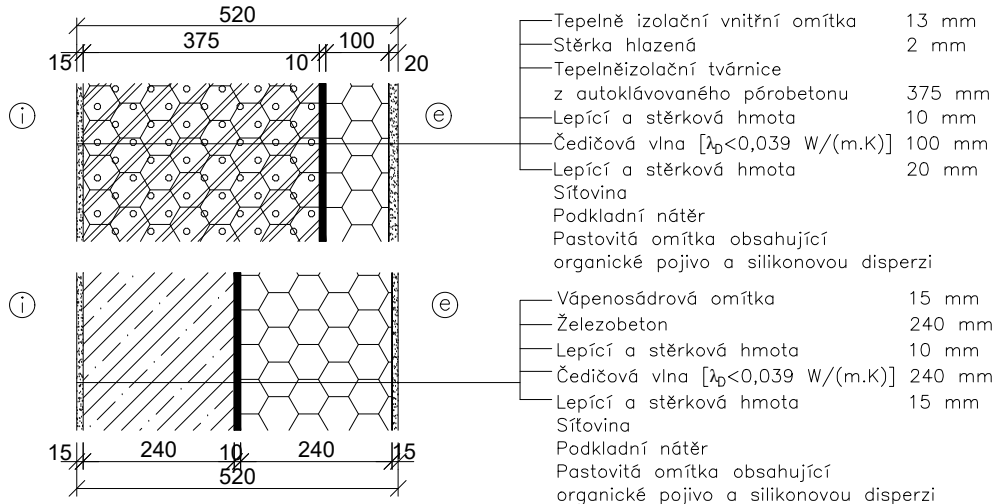 520
375
100
15
10
20
i
e
Tepelně izolační vnitřní omítka 13 mm
Stěrka hlazená 2 mm
Tepelněizolační tvárnice
z autoklávovaného pórobetonu 375 mm
Lepící a stěrková hmota 10 mm
Čedičová vlna [λD<0,039 W/(m.K)] 100 mm
Lepící a stěrková hmota 20 mm
Síťovina
Podkladní nátěr
Pastovitá omítka obsahující
organické pojivo a silikonovou disperzi
i
e
Vápenosádrová omítka 15 mm
Železobeton 240 mm
Lepící a stěrková hmota 10 mm
Čedičová vlna [λD<0,039 W/(m.K)] 240 mm
Lepící a stěrková hmota 15 mm
Síťovina
Podkladní nátěr
Pastovitá omítka obsahující
organické pojivo a silikonovou disperzi
15
240
10
240
15
520